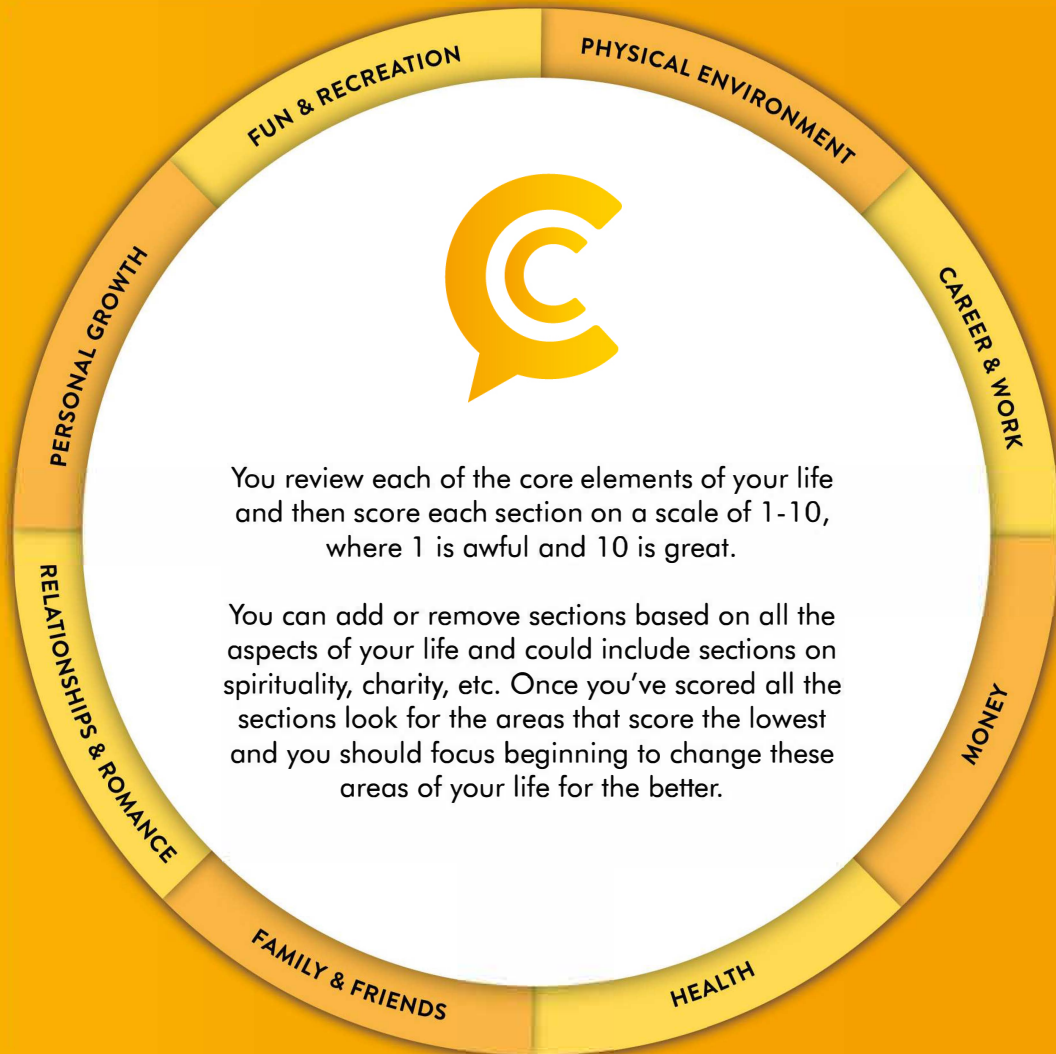 FUN & RECREATION
PHYSICAL ENVIRONMENT
CAREER & WORK
MONEY
HEALTH
FAMILY & FRIENDS
RELATIONSHIPS & ROMANCE
PERSONAL GROWTH
You review each of the core elements of your life
and then score each section on a scale of 1-10,
where 1 is awful and 10 is great.
You can add or remove sections based on all the
aspects of your life and could include sections on
spirituality, charity, etc. Once you’ve scored all the
sections look for the areas that score the lowest
and you should focus beginning to change these
areas of your life for the better.